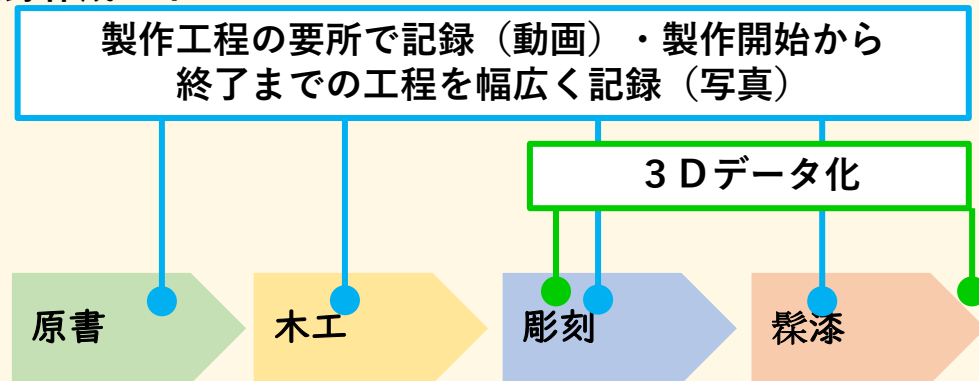 製作工程の要所で記録（動画）・製作開始から
終了までの工程を幅広く記録（写真）
３Ｄデータ化
原書
木工
彫刻
髹漆